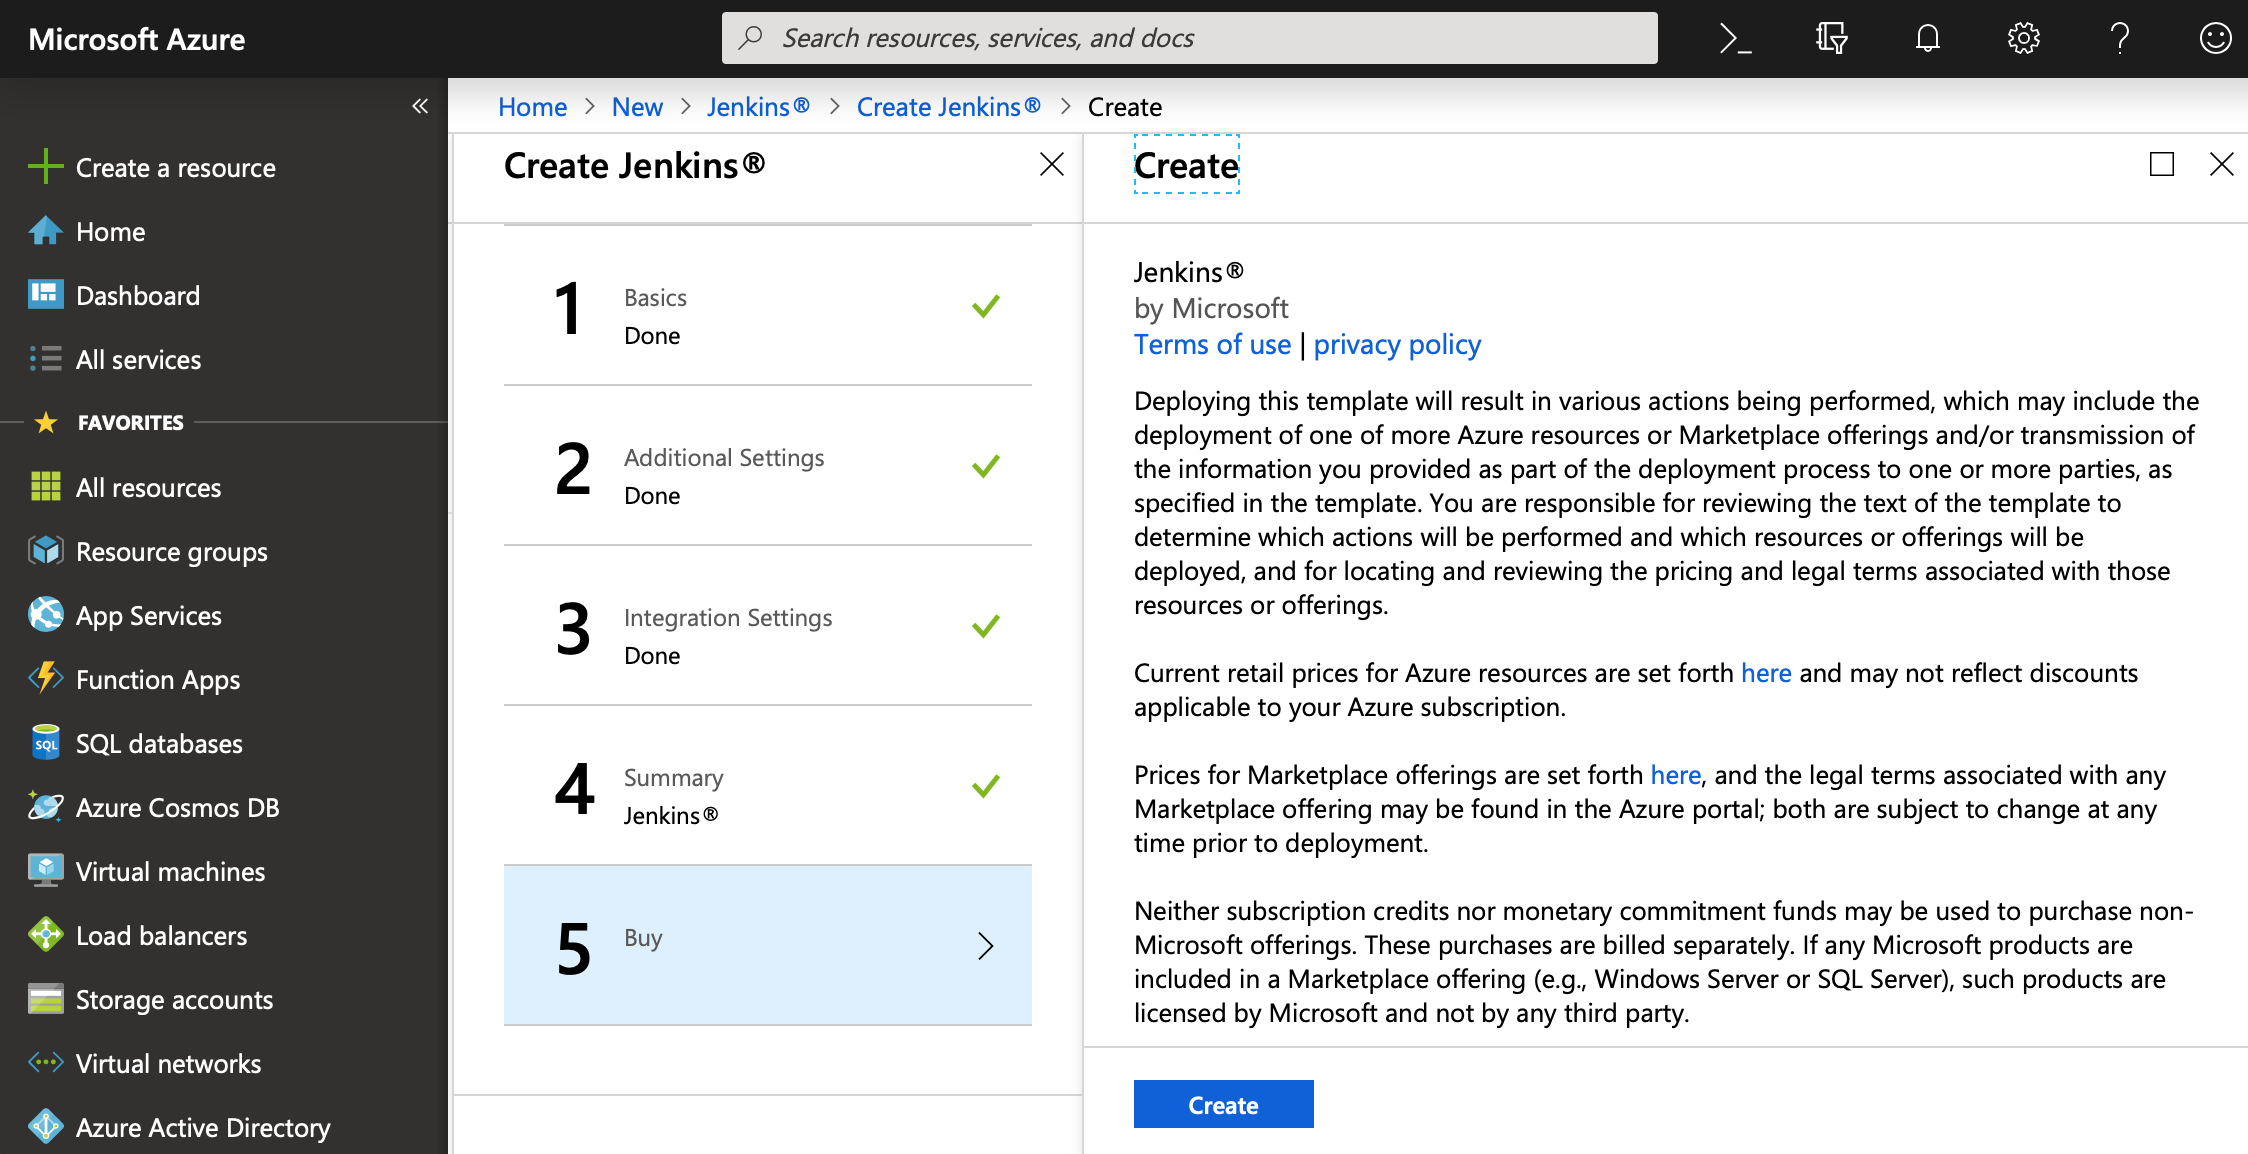 Microsoft Azure
Search resources, services, and docs
Home > New > Jenkins® > Create Jenkins® > Create
Create a resource
Home
Dashboard
All services
FAVORITES
All resources
Resource groups
App Services
Function Apps
SQL
SQL databases
Azure Cosmos DB
Virtual machines
Load balancers
Storage accounts
Virtual networks
Azure Active Directory
Create Jenkins®
1
Basics
Done
2
Additional Settings
Done
3
Integration Settings
Done
4
Summary
Jenkins®
5
Buy
Create
Jenkins®
by Microsoft
Terms of use | privacy policy
Deploying this template will result in various actions being performed, which may include the
deployment of one of more Azure resources or Marketplace offerings and/or transmission of
the information you provided as part of the deployment process to one or more parties, as
specified in the template. You are responsible for reviewing the text of the template to
determine which actions will be performed and which resources or offerings will be
deployed, and for locating and reviewing the pricing and legal terms associated with those
resources or offerings.
Current retail prices for Azure resources are set forth here and may not reflect discounts
applicable to your Azure subscription.
Prices for Marketplace offerings are set forth here, and the legal terms associated with any
Marketplace offering may be found in the Azure portal; both are subject to change at any
time prior to deployment.
Neither subscription credits nor monetary commitment funds may be used to purchase non-
Microsoft offerings. These purchases are billed separately. If any Microsoft products are
included in a Marketplace offering (e.g., Windows Server or SQL Server), such products are
licensed by Microsoft and not by any third party.
Create